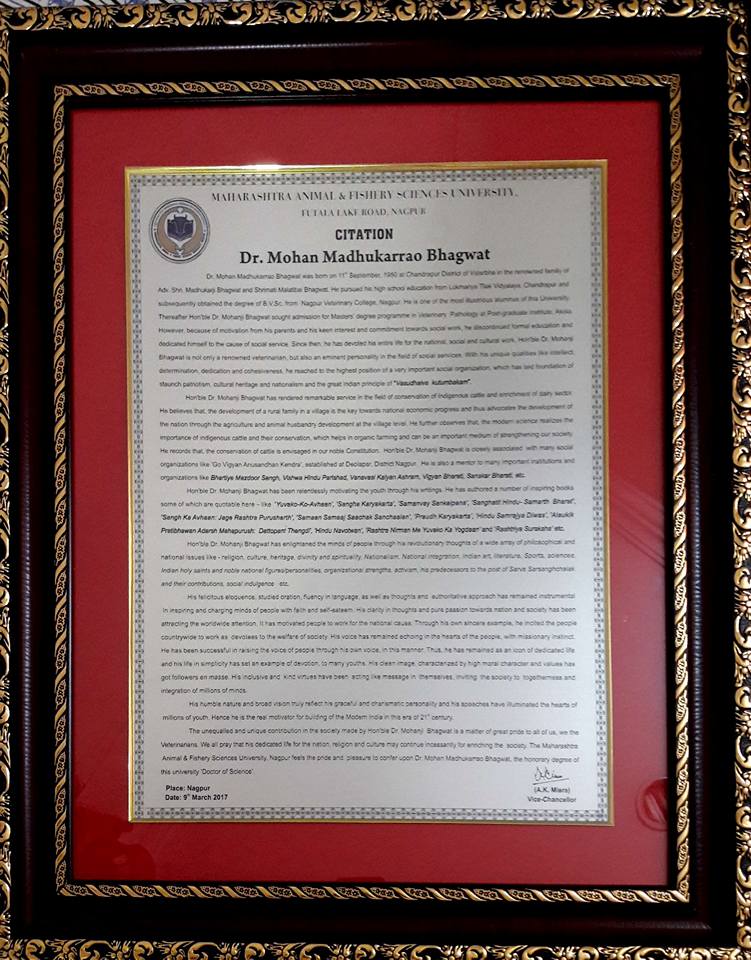 MAHARASHTRA ANIMAL & FISHERY SCIENCES UNIVERSITY,
FUTALA LAKE ROAD, NAGPUR
CITATION
Dr. Mohan Madhukarrao Bhagwat
Dr. Mohan Madhukarrao Bhagwat was born on 11th September, 1950 at Chandrapur District of Vidarbha in the renowned family of
Adv. Shri. Madhukarji Bhagwat and Shrimati Malatibai Bhagwat. He pursued his high school education from Lokmanya Tilak Vidyalaya, Chandrapur and
subsequently obtained the degree of B.V.Sc. from Nagpur Veterinary College, Nagpur. He is one of the most illustrious alumnus of this University.
Thereafter Hon'ble Dr. Mohanji Bhagwat sought admission for Masters' degree programme in Veterinary Pathology at Post-graduate institute, Akola.
However, because of motivation from his parents and his keen interest and commitment towards social work, he discontinued formal education and
dedicated himself to the cause of social service. Since then, he has devoted his entire life for the national, social and cultural work. Hon'ble Dr. Mohanji
Bhagwat is not only a renowned veterinarian, but also an eminent personality in the field of social services. With his unique qualities like intellect,
determination, dedication and cohesiveness, he reached to the highest position of a very important social organization, which has laid foundation of
staunch patriotism, cultural heritage and nationalism and the great Indian principle of "Vasudhaiva kutumbakam".
Hon'ble Dr. Mohanji Bhagwat has rendered remarkable service in the field of conservation of indigenous cattle and enrichment of dairy sector.
He believes that, the development of a rural family in a village is the key towards national economic progress and thus advocates the development of
the nation through the agriculture and animal husbandry development at the village level. He further observes that, the modern science realizes the
importance of indigenous cattle and their conservation, which helps in organic farming and can be an important medium of strengthening our society.
He records that, the conservation of cattle is envisaged in our noble Constitution. Hon'ble Dr. Mohanji Bhagwat is closely associated with many social
organizations like 'Go Vigyan Anusandhan Kendra', established at Deolapar, District Nagpur. He is also a mentor to many important institutions and
organizations like Bhartiya Mazdoor Sangh, Vishwa Hindu Parishad, Vanavasi Kalyan Ashram, Vigyan Bharati, Sanskar Bharati, etc.
Hon'ble Dr. Mohanji Bhagwat has been relentlessly motivating the youth through his writings. He has authored a number of inspiring books
some of which are quotable here – like 'Yuvako-Ko-Avheen', 'Sanghe Karyskarta', 'Samanvay Sankalpana', 'Sanghatit Hindu- Samarth Bharat',
"Sangh Ka Avheen: Jage Rashtra Purusharth', 'Samaan Samaaj Saachak Sanchaalan', 'Praudh Karyskarta', 'Hindu Samrajya Diwas', 'Alaukik
Pratibhawan Adarsh Mahapurush: Dattopant Thengdi', 'Hindu Navotwan', 'Rashtra Nirman Me Yuvako Ka Yogdaan' and 'Rashtriya Suraksha' etc.
Hon'ble Dr. Mohanji Bhagwat has enlightened the minds of people through his revolutionary thoughts of a wide array of philosophical and
national issues like - religion, culture, heritage, divinity and spirituality, Nationalism, National integration, Indian art, literature, Sports, sciences,
Indian holy saints and noble national figures/personalities, organizational strengths, activism, his predecessors to the post of Sarva Sarsanghchalak
and their contributions, social indulgence etc.
His felicitous eloquence, studied oration, fluency in language, as well as thoughts and authoritative approach has remained instrumental
in inspiring and charging minds of people with faith and self-esteem. His clarity in thoughts and pure passion towards nation and society has been
attracting the worldwide attention. It has motivated people to work for the national cause. Through his own sincere example, he incited the people
countrywide to work as devotees to the welfare of society. His voice has remained echoing in the hearts of the people, with missionary instinct.
He has been successful in raising the voice of people through his own voice, in this manner. Thus, he has remained as an icon of dedicated life
and his life in simplicity has set an example of devotion, to many youths. His clean image, characterized by high moral character and values has
got followers en masse. His inclusive and kind virtues have been acting like message in themselves, inviting the society to togetherness and
integration of millions of minds.
His humble nature and broad vision truly reflect his graceful and charismatic personality and his speeches have illuminated the hearts of
millions of youth. Hence he is the real motivator for building of the Modern India in this era of 21st century.
The unequalled and unique contribution in the society made by Hon'ble Dr. Mohanji Bhagwat is a matter of great pride to all of us, we the
Veterinarians. We all pray that his dedicated life for the nation, religion and culture may continue incessantly for enriching the society. The Maharashtra
Animal & Fishery Sciences University, Nagpur feels the pride and pleasure to confer upon Dr. Mohan Madhukarrao Bhagwat, the honorary degree of
this university 'Doctor of Science'.
Place: Nagpur
Date: 9th March 2017
(A.K. Misra)
Vice-Chancellor